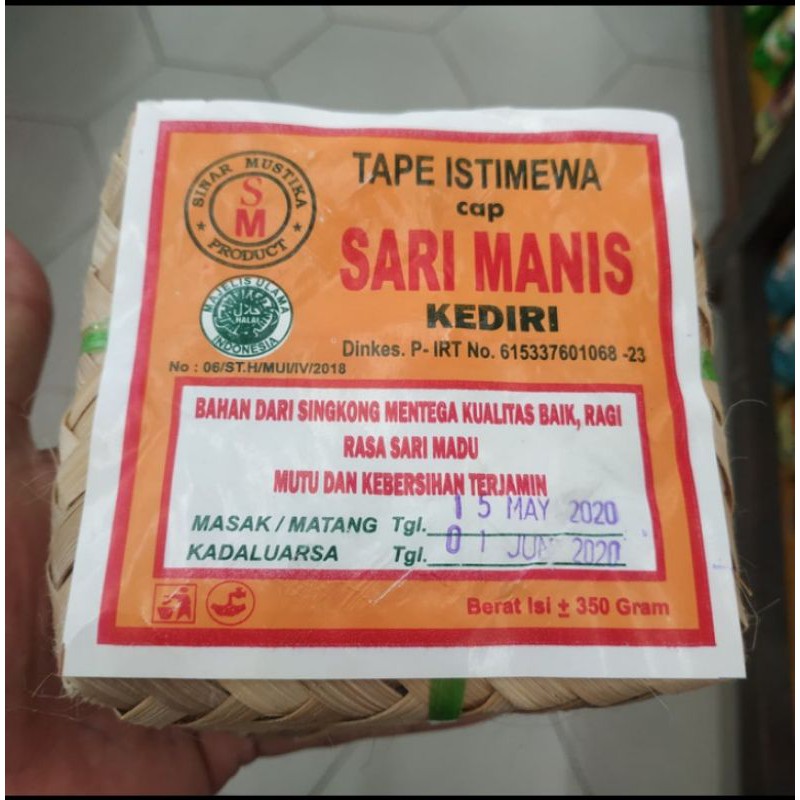 SINAR MUSTIKA
SM
PRODUCT
TAPE ISTIMEWA
cap
SARI MANIS
KEDIRI
Dinkes. P- IRT No. 615337601068 -23
MAJELIS ULAMA
حلال
HALAL
INDONESIA
No : 06/ST.H/MUI/IV/2018
BAHAN DARI SINGKONG MENTEGA KUALITAS BAIK, RAGI
RASA SARI MADU
MUTU DAN KEBERSIHAN TERJAMIN
MASAK / MATANG Tgl. 15 MAY 2020
KADALUARSA Tgl. 01 JUN 2020
Berat Isi ± 350 Gram